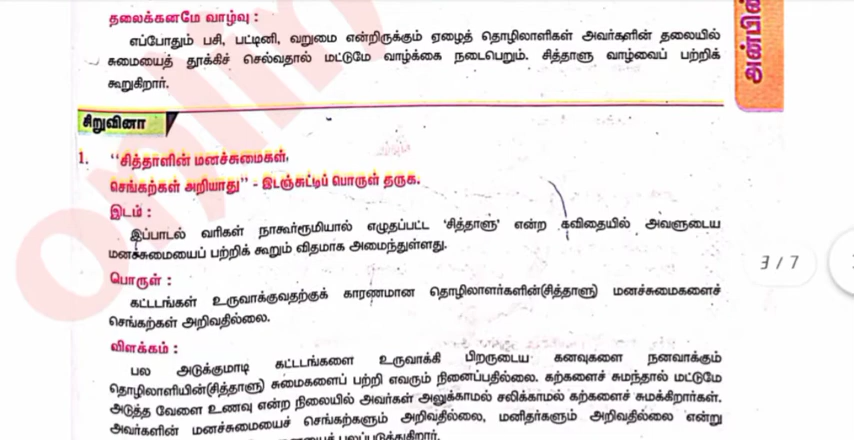 தலைக்கனமே வாழ்வு :
எப்போதும் பசி, பட்டினி, வறுமை என்றிருக்கும் ஏழைத் தொழிலாளிகள் அவர்களின் தலையில்
சுமையைத் தூக்கிச் செல்வதால் மட்டுமே வாழ்க்கை நடைபெறும். சித்தாளு வாழ்வைப் பற்றிக்
கூறுகிறார்.
அன்பின்
சிறுவினா
1. “சித்தாளின் மனச்சுமைகள்,
செங்கற்கள் அறியாது” - இடஞ்சுட்டிப் பொருள் தருக.
இடம் :
இப்பாடல் வரிகள் நாகூர்ரூமியால் எழுதப்பட்ட ‘சித்தாளு’ என்ற கவிதையில் அவளுடைய
மனச்சுமையைப் பற்றிக் கூறும் விதமாக அமைந்துள்ளது.
3 / 7
பொருள் :
கட்டடங்கள் உருவாக்குவதற்குக் காரணமான தொழிலாளர்களின்(சித்தாளு) மனச்சுமைகளைச்
செங்கற்கள் அறிவதில்லை.
விளக்கம் :
பல அடுக்குமாடி கட்டடங்களை உருவாக்கி பிறருடைய கனவுகளை நனவாக்கும்
தொழிலாளியின்(சித்தாளு) சுமைகளைப் பற்றி எவரும் நினைப்பதில்லை. கற்களைச் சுமந்தால் மட்டுமே
அடுத்த வேளை உணவு என்ற நிலையில் அவர்கள் அலுக்காமல் சலிக்காமல் கற்களைச் சுமக்கிறார்கள்.
அவர்களின் மனச்சுமையைச் செங்கற்களும் அறிவதில்லை, மனிதர்களும் அறிவதில்லை என்று